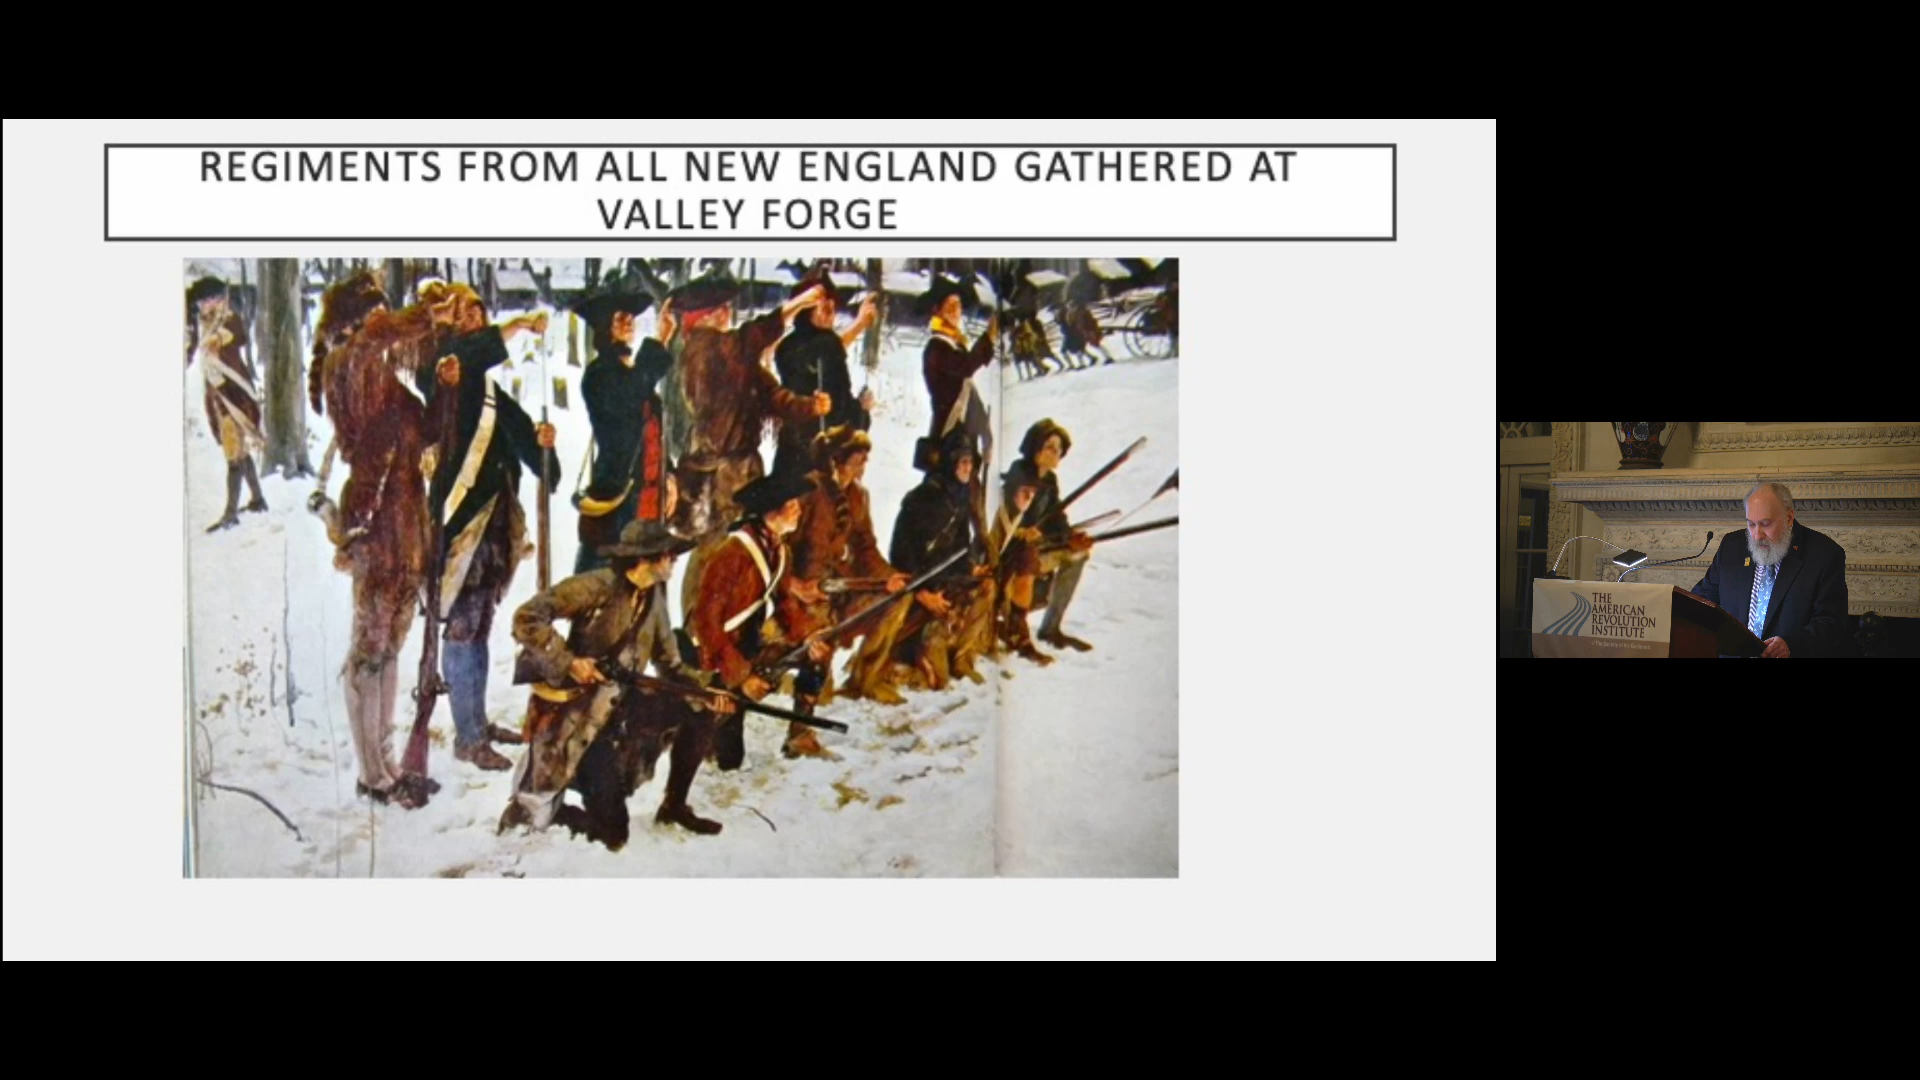 REGIMENTS FROM ALL NEW ENGLAND GATHERED AT
VALLEY FORGE
THE
AMERICAN
REVOLUTION
INSTITUTE